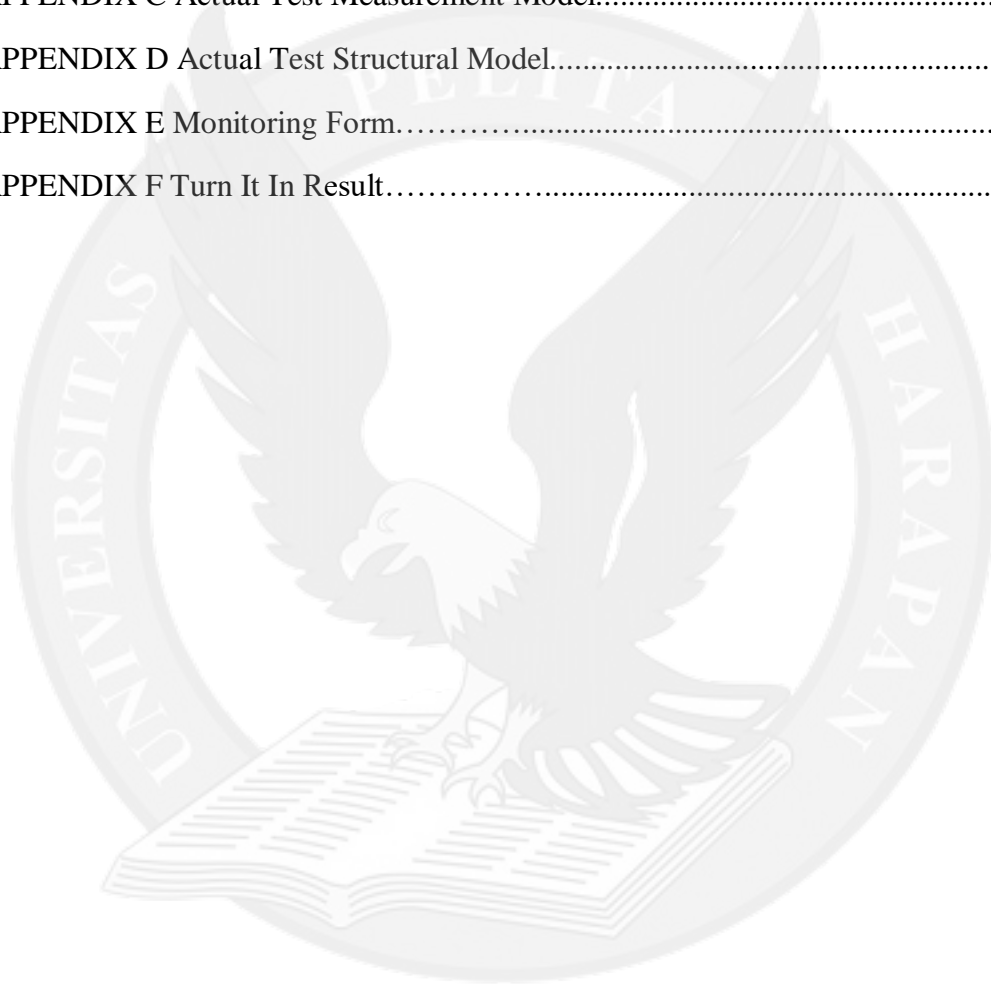 PPENDIX C Actual Test Measurement Model..........................................................
PPENDIX D Actual Test Structural Model................................................................
PPENDIX E Monitoring Form…………......................................................................
PPENDIX F Turn It In Result……………...................................................................
UNIVERSITAS PELITA HARAPAN